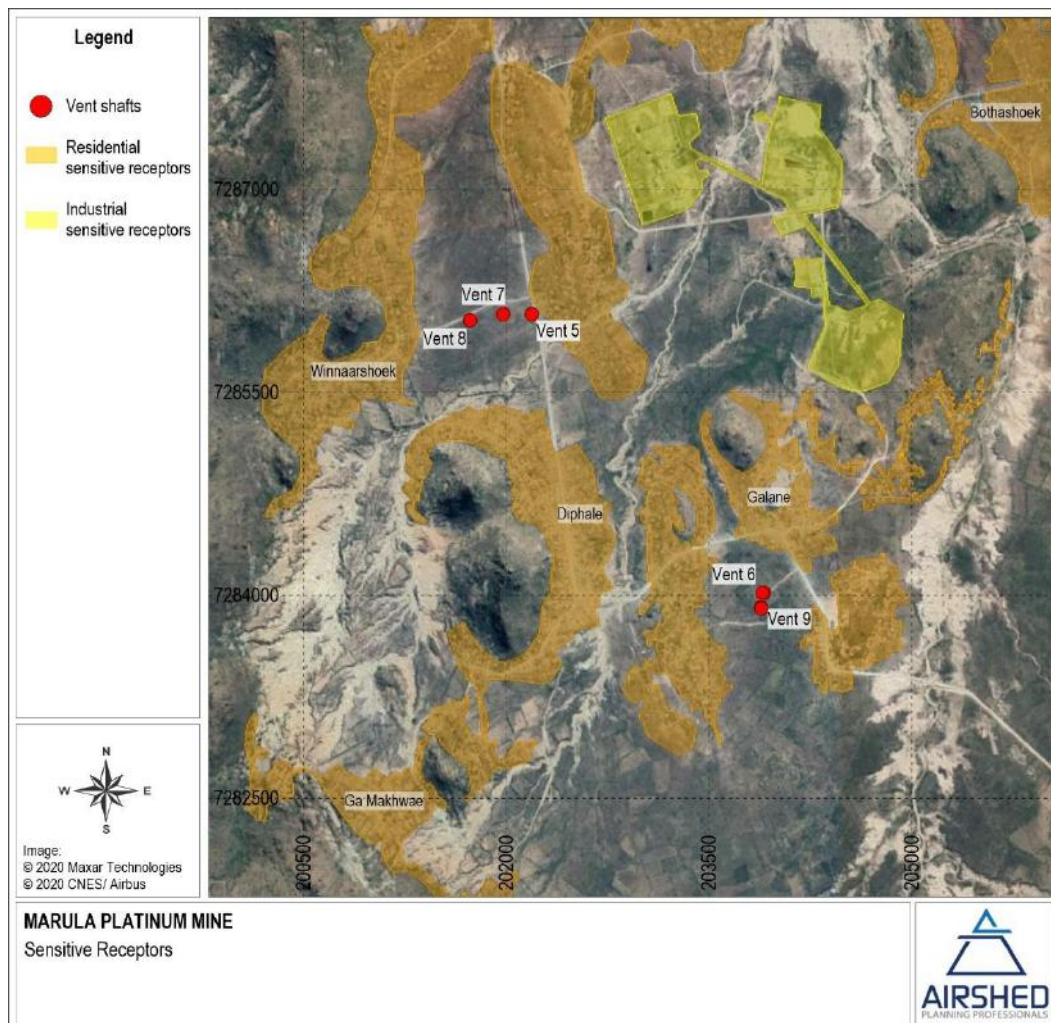 Legend
Vent shafts
Residential
sensitive receptors
Industrial
sensitive receptors
N
W E
S
Image:
© 2020 Maxar Technologies
© 2020 CNES/ Airbus
Bothashoek
7287000
Vent 7
Vent 8
Vent 5
Winnaarshoek
7285500
Galane
Diphale
Vent 6
7284000
Vent 9
7282500
Ga Makhwae
200500
202000
203500
205000
MARULA PLATINUM MINE
Sensitive Receptors
AIRSHED
PLANNING PROFESSIONALS